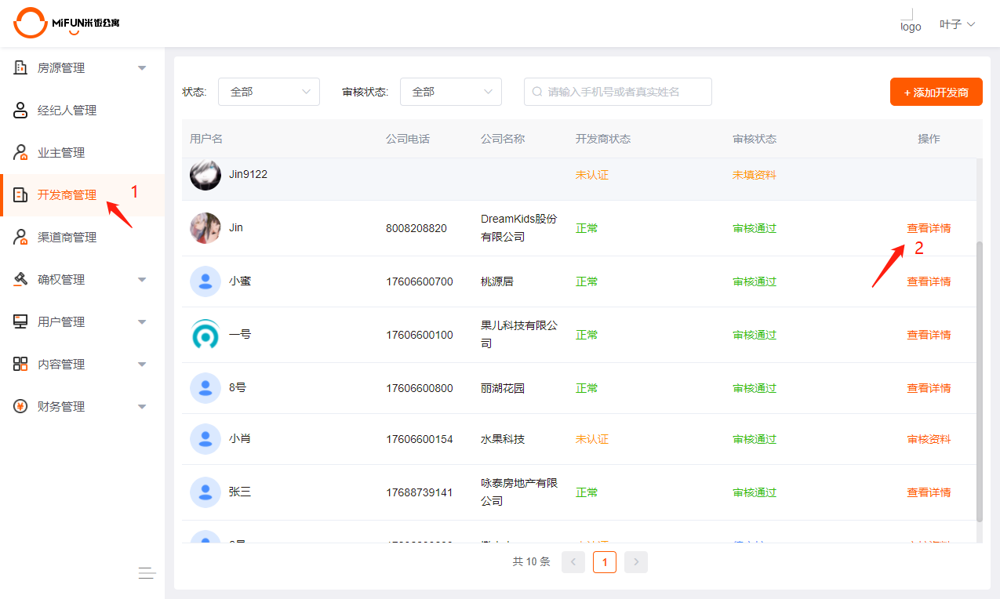 MiFUN米饭公寓
logo
叶子
房源管理
经纪人管理
业主管理
开发商管理
1
渠道商管理
确权管理
用户管理
内容管理
财务管理
状态: 全部 审核状态: 全部 请输入手机号或者真实姓名 + 添加开发商
用户名 公司电话 公司名称 开发商状态 审核状态 操作
Jin9122 未认证 未填资料
Jin 8008208820 DreamKids股份
有限公司 正常 审核通过 查看详情
2
小蜜 17606600700 桃源居 正常 审核通过 查看详情
一号 17606600100 果儿科技有限公
司 正常 审核通过 查看详情
8号 17606600800 丽湖花园 正常 审核通过 查看详情
小肖 17606600154 水果科技 未认证 审核通过 审核资料
张三 17688739141 咏泰房地产有限
公司 正常 审核通过 查看详情
共 10 条 1